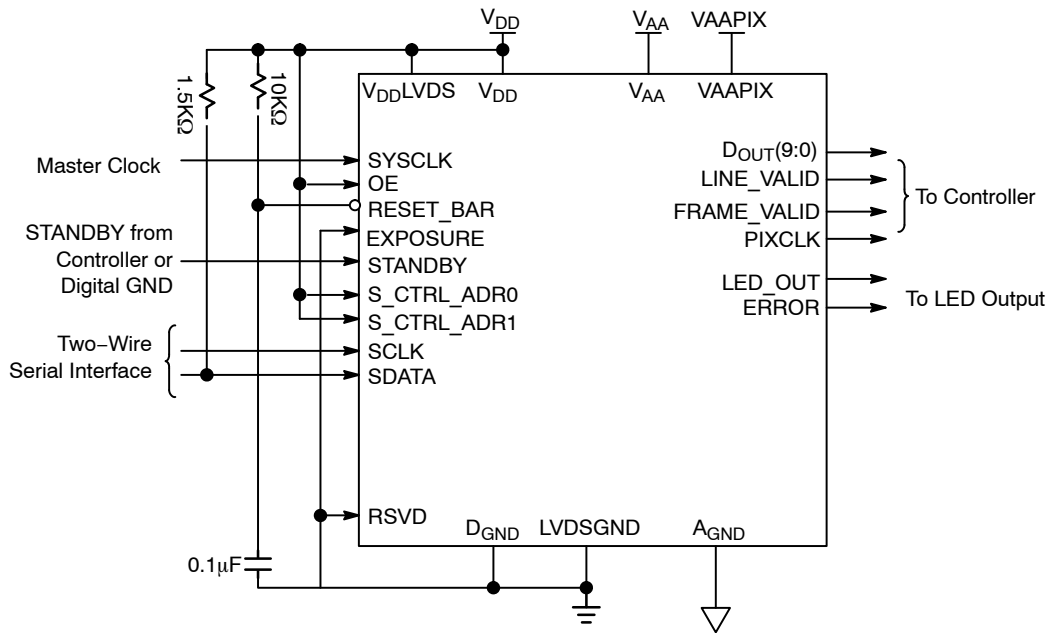 VDD
VAA
VAAPIX
1.5KΩ
10KΩ
VDDLVDS
VDD
VAA
VAAPIX
Master Clock
STANDBY from
Controller or
Digital GND
Two−Wire
Serial Interface
SYSCLK
OE
RESET_BAR
EXPOSURE
STANDBY
S_CTRL_ADR0
S_CTRL_ADR1
SCLK
SDATA
RSVD
DOUT(9:0)
LINE_VALID
FRAME_VALID
PIXCLK
LED_OUT
ERROR
To Controller
To LED Output
DGND
LVDSGND
AGND
0.1μF